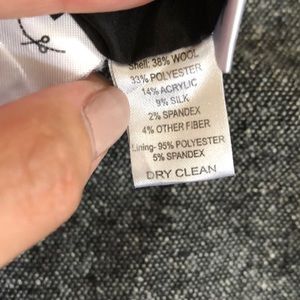 Shell: 38% WOOL
33% POLYESTER
14% ACRYLIC
9% SILK
2% SPANDEX
4% OTHER FIBER
Lining- 95% POLYESTER
5% SPANDEX
DRY CLEAN